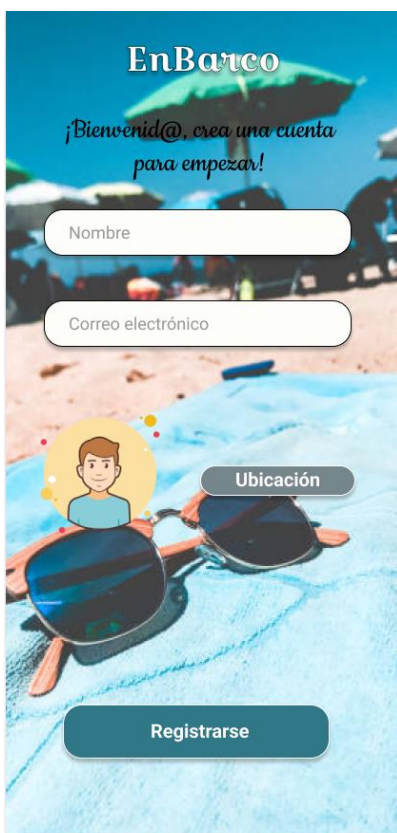 EnBarco
¡Bienvenid@, crea una cuenta
para empezar!
Nombre
Correo electrónico
Ubicación
Registrarse